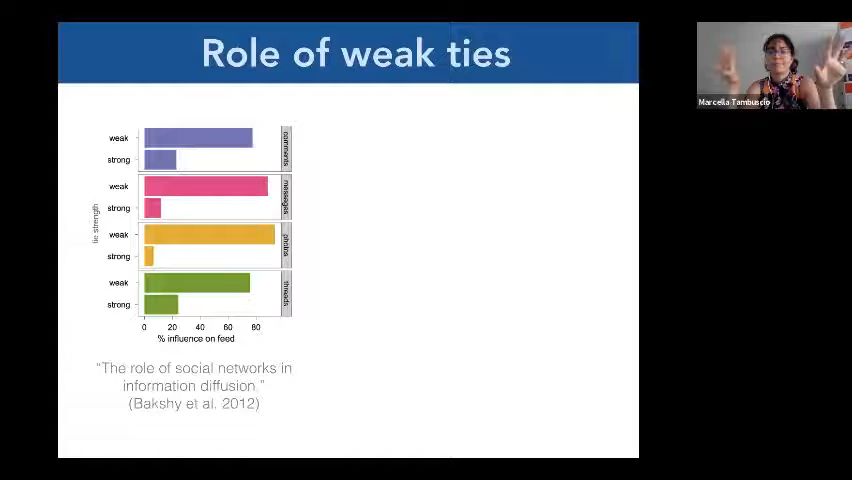 Role of weak ties
Marcella Tambuscio
weak
strong
comments
weak
strong
messages
weak
strong
photos
weak
strong
threads
tie strength
0 20 40 60 80
% influence on feed
“The role of social networks in
information diffusion.”
(Bakshy et al. 2012)